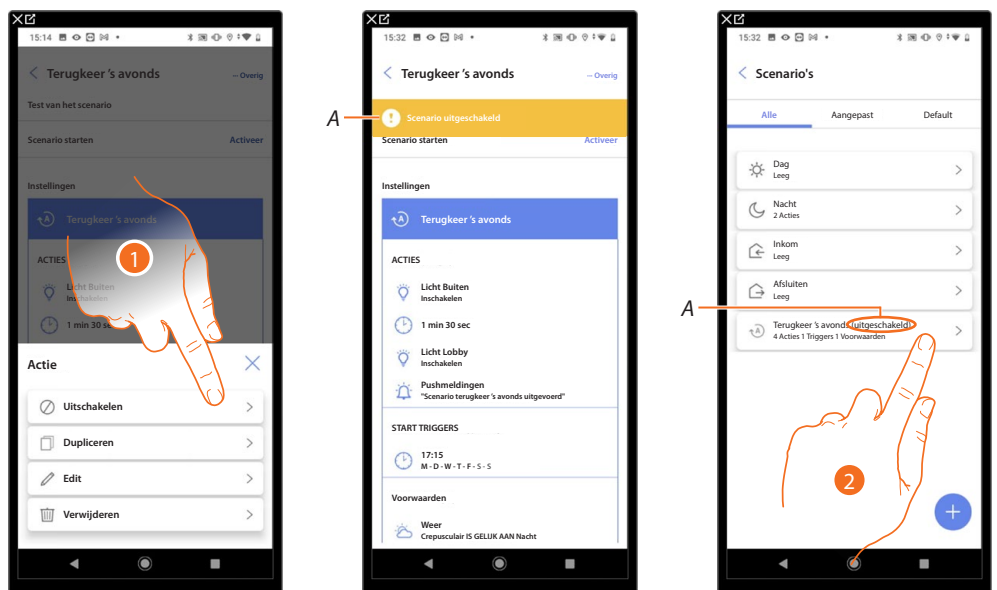 15:14
Terugkeer 's avonds
-- Overig
Test van het scenario
Scenario starten
Activeer
Instellingen
Terugkeer 's avonds
ACTIES
Licht Buiten
Inschakelen
1 min 30 sec
1
Actie
Uitschakelen
Dupliceren
Edit
Verwijderen
15:32
Terugkeer 's avonds
-- Overig
A
Scenario uitgeschakeld
Scenario starten
Activeer
Instellingen
Terugkeer 's avonds
ACTIES
Licht Buiten
Inschakelen
1 min 30 sec
Licht Lobby
Inschakelen
Pushmeldingen
"Scenario terugkeer 's avonds uitgevoerd"
START TRIGGERS
17:15
M - D - W - T - F - S - S
Voorwaarden
Weer
Crepusculair IS GELIJK AAN Nacht
15:32
Scenario's
Alle
Aangepast
Default
Dag
Leeg
Nacht
2 Acties
Inkom
Leeg
Afsluiten
Leeg
A
Terugkeer 's avonds (uitgeschakeld)
4 Acties 1 Triggers 1 Voorwaarden
2